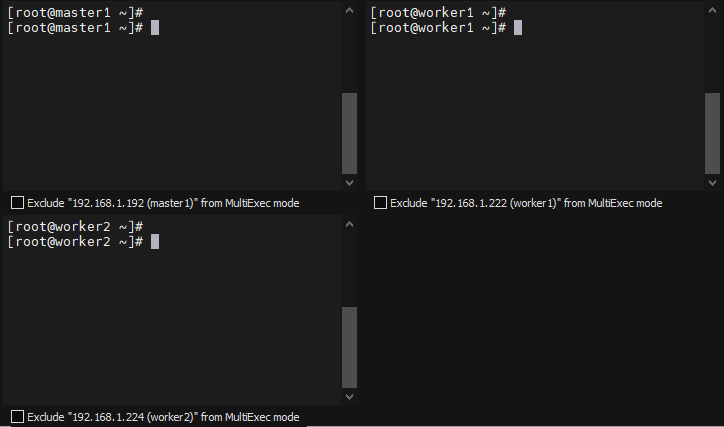 [root@master1 ~]#
[root@master1 ~]#
Exclude "192.168.1.192 (master1)" from MultiExec mode
[root@worker1 ~]#
[root@worker1 ~]#
Exclude "192.168.1.222 (worker1)" from MultiExec mode
[root@worker2 ~]#
[root@worker2 ~]#
Exclude "192.168.1.224 (worker2)" from MultiExec mode